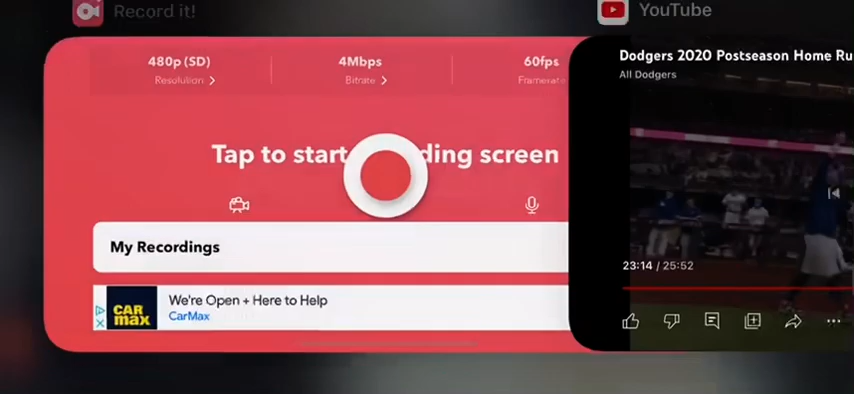 Record it!
YouTube
480p (SD)
Resolution >
4Mbps
Bitrate >
60fps
Framerate
Tap to start ding screen
My Recordings
CAR
max
We're Open + Here to Help
CarMax
Dodgers 2020 Postseason Home Ru
All Dodgers
23:14 / 25:52